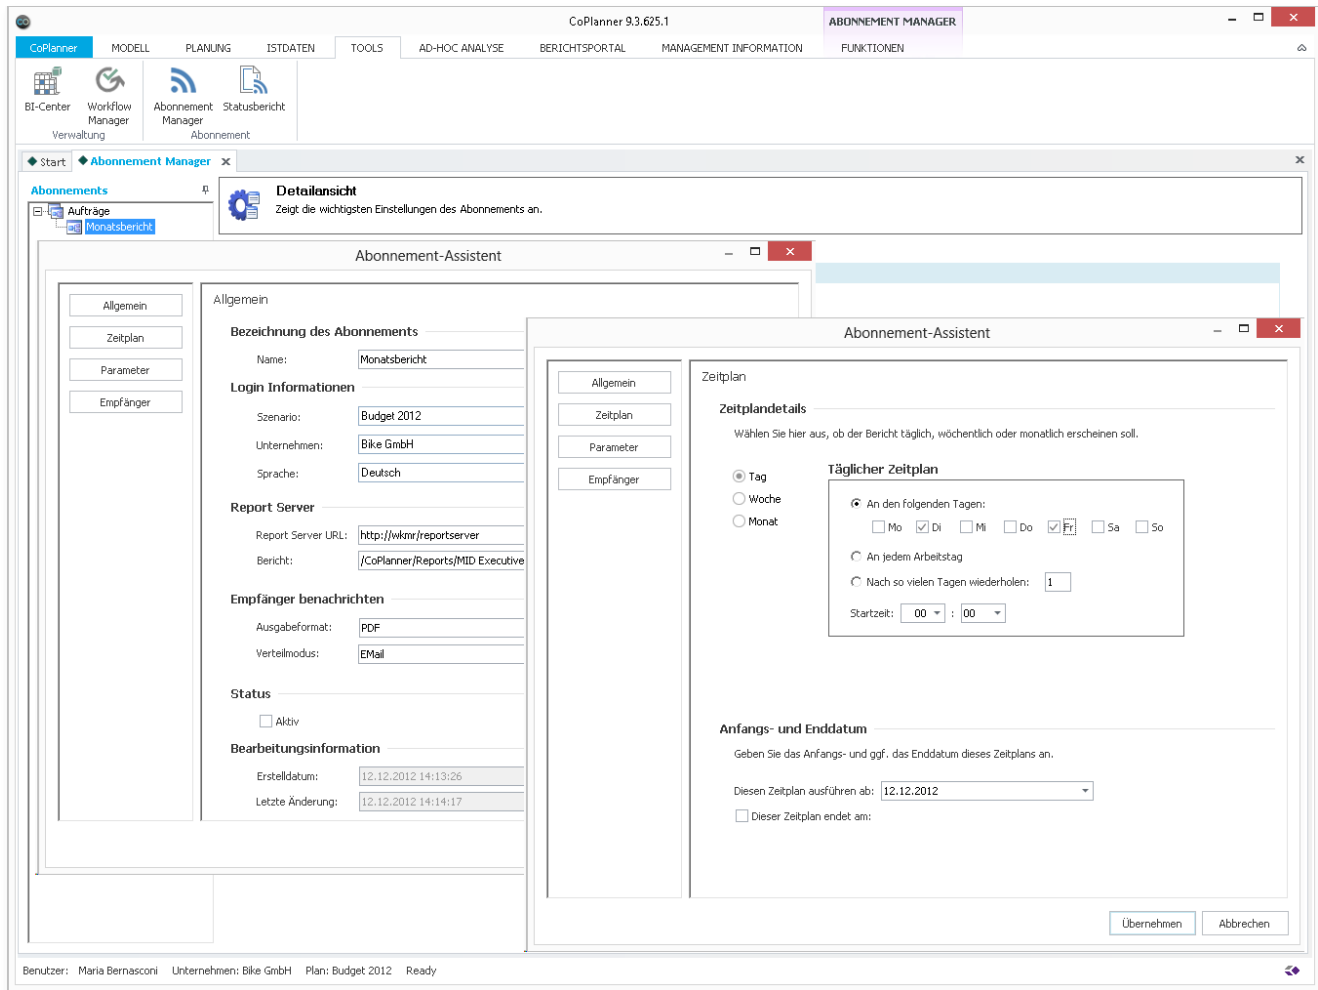 CoPlanner 9.3.625.1
ABONNEMENT MANAGER
CoPlanner MODELL PLANUNG ISTDATEN TOOLS AD-HOC ANALYSE BERICHTSPORTAL MANAGEMENT INFORMATION FUNKTIONEN
BI-Center Workflow Manager Abonnement Manager Statusbericht
Verwaltung Abonnement
Start Abonnement Manager
Abonnements
Aufträge
Monatsbericht
Detailansicht
Zeigt die wichtigsten Einstellungen des Abonnements an.
Abonnement-Assistent
Allgemein
Zeitplan
Parameter
Empfänger
Allgemein
Bezeichnung des Abonnements
Name: Monatsbericht
Login Informationen
Szenario: Budget 2012
Unternehmen: Bike GmbH
Sprache: Deutsch
Report Server
Report Server URL: http://wkmr/reportserver
Bericht: /CoPlanner/Reports/MID Executive
Empfänger benachrichten
Ausgabeformat: PDF
Verteilmodus: EMail
Status
Aktiv
Bearbeitungsinformation
Erstelldatum: 12.12.2012 14:13:26
Letzte Änderung: 12.12.2012 14:14:17
Abonnement-Assistent
Allgemein
Zeitplan
Parameter
Empfänger
Zeitplan
Zeitplandetails
Wählen Sie hier aus, ob der Bericht täglich, wöchentlich oder monatlich erscheinen soll.
Tag
Woche
Monat
Täglicher Zeitplan
An den folgenden Tagen:
Mo Di Mi Do Fr Sa So
An jedem Arbeitstag
Nach so vielen Tagen wiederholen: 1
Startzeit: 00 : 00
Anfangs- und Enddatum
Geben Sie das Anfangs- und ggf. das Enddatum dieses Zeitplans an.
Diesen Zeitplan ausführen ab: 12.12.2012
Dieser Zeitplan endet am:
Übernehmen Abbrechen
Benutzer: Maria Bernasconi Unternehmen: Bike GmbH Plan: Budget 2012 Ready